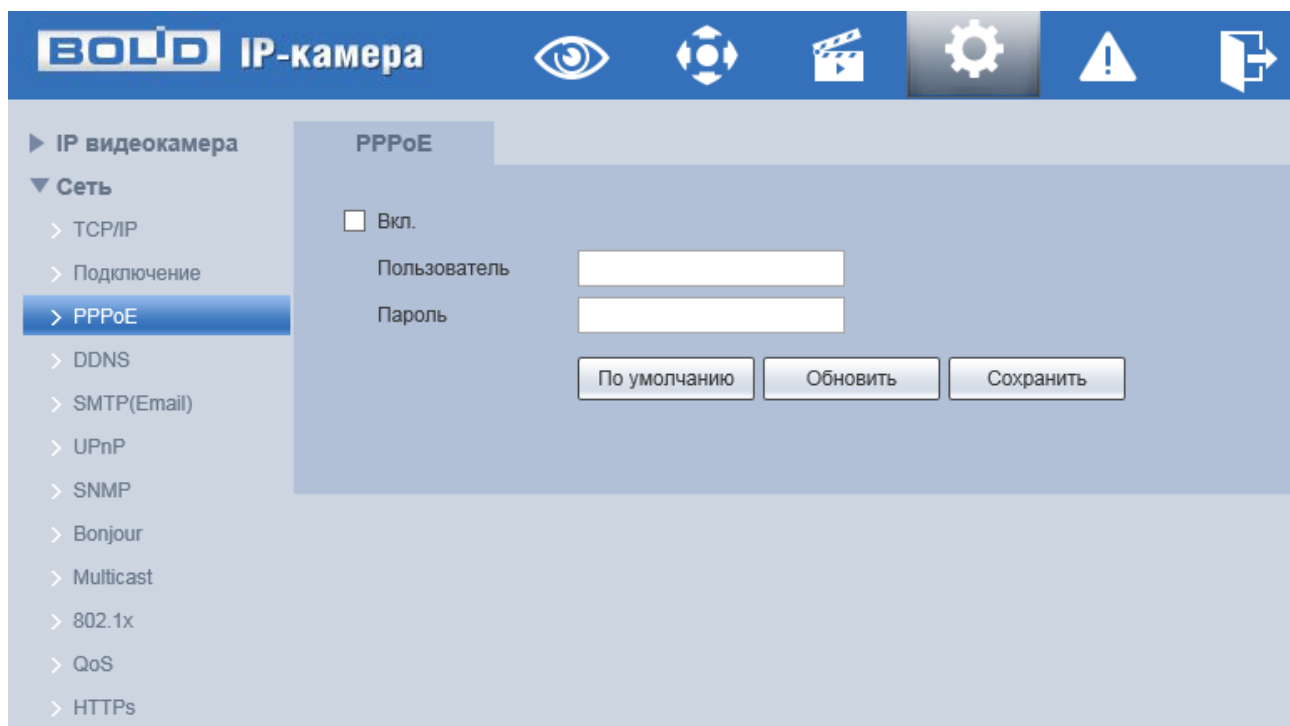 BOLID IP-камера
IP видеокамера
PPPoE
Сеть
TCP/IP
Вкл.
Подключение
Пользователь
PPPoE
Пароль
DDNS
По умолчанию Обновить Сохранить
SMTP(Email)
UPnP
SNMP
Bonjour
Multicast
802.1x
QoS
HTTPs